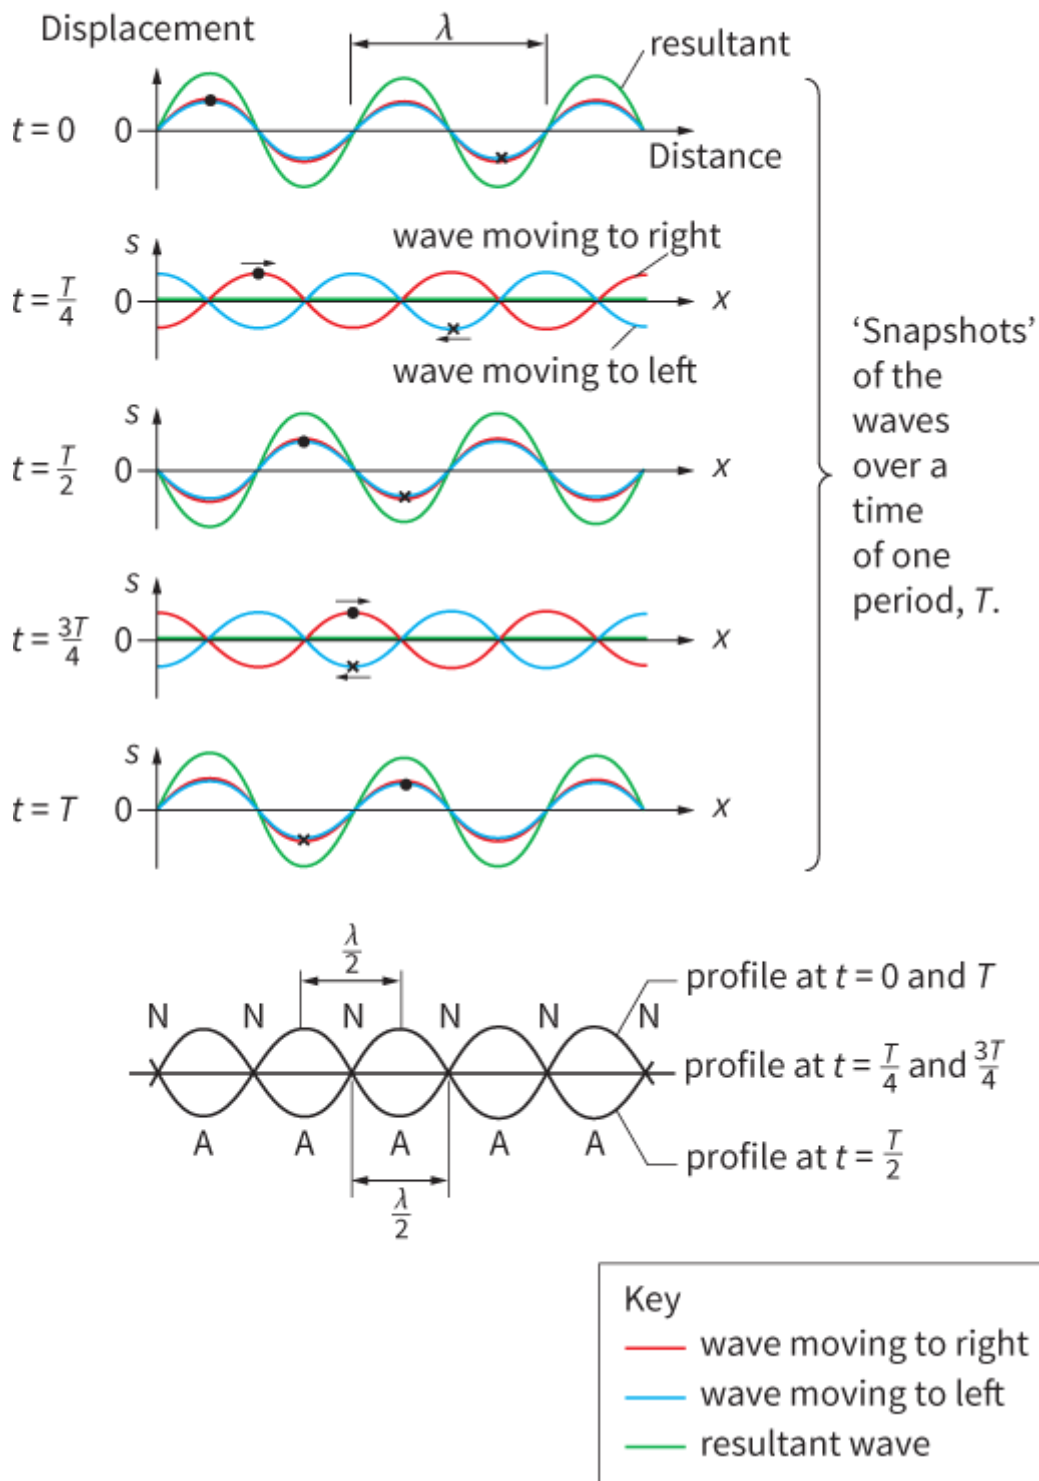 Displacement
λ
resultant
t = 0
0
Distance
s
wave moving to right
t = T/4
0
x
wave moving to left
s
t = T/2
0
x
s
t = 3T/4
0
x
s
t = T
0
x
‘Snapshots’
of the
waves
over a
time
of one
period, T.
λ/2
profile at t = 0 and T
N N N N N N
profile at t = T/4 and 3T/4
A A A A A
profile at t = T/2
λ/2
Key
wave moving to right
wave moving to left
resultant wave